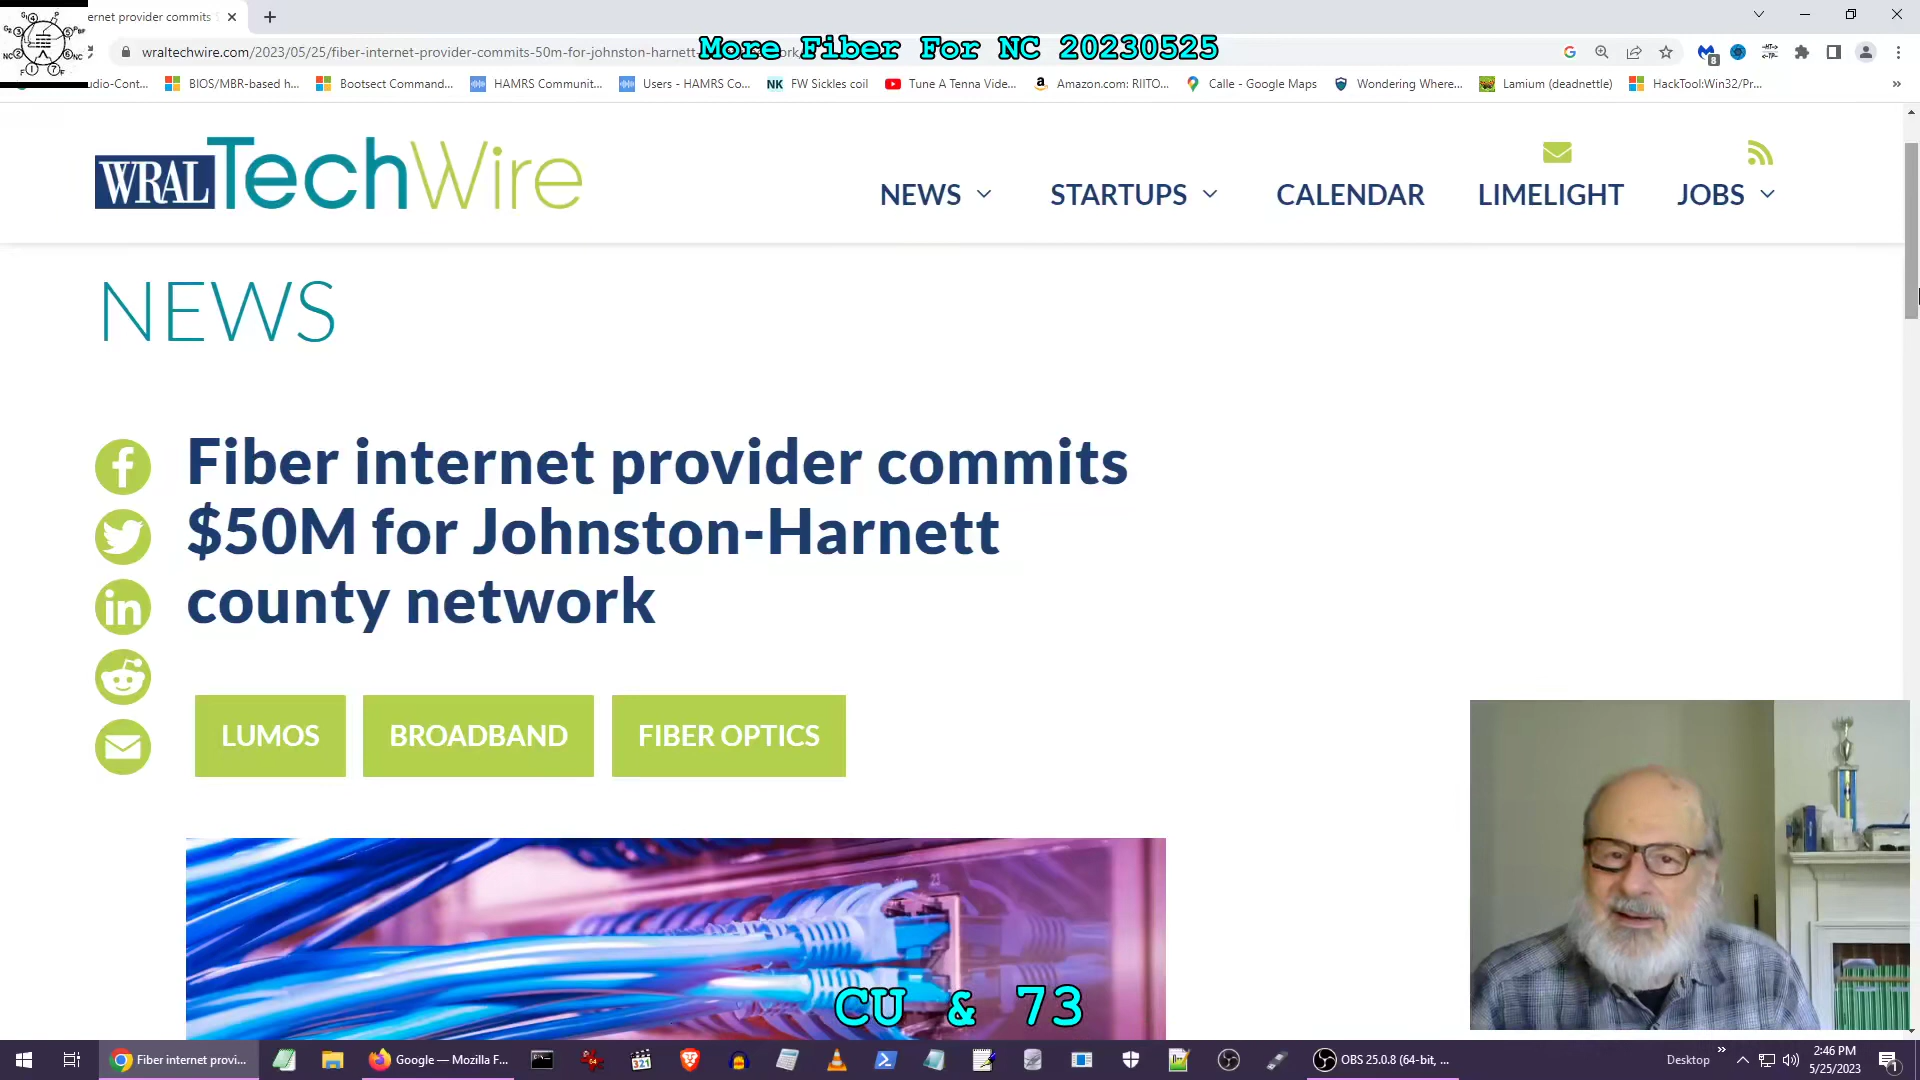 ernet provider commits
wraltechwire.com/2023/05/25/fiber-internet-provider-commits-50m-for-johnston-harnett-
More Fiber For NC 20230525
8
udio-Cont...
BIOS/MBR-based h...
Bootsect Command...
HAMRS Communit...
Users - HAMRS Co...
NK
FW Sickles coil
Tune A Tenna Vide...
Amazon.com: RIITO...
Calle - Google Maps
Wondering Where...
Lamium (deadnettle)
HackTool:Win32/Pr...
WRAL TechWire
NEWS
STARTUPS
CALENDAR
LIMELIGHT
JOBS
NEWS
Fiber internet provider commits
$50M for Johnston-Harnett
county network
LUMOS
BROADBAND
FIBER OPTICS
23
CU & 73
Fiber internet provi...
Google — Mozilla F...
OBS 25.0.8 (64-bit, ...
Desktop
2:46 PM
5/25/2023